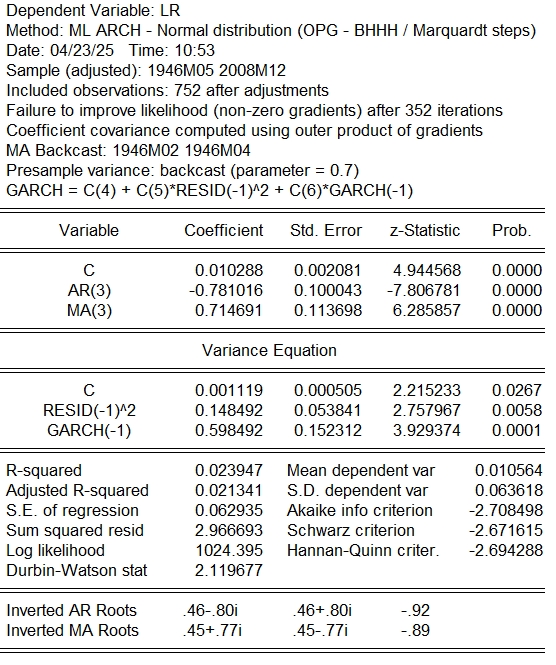 Dependent Variable: LR
Method: ML ARCH - Normal distribution (OPG - BHHH / Marquardt steps)
Date: 04/23/25 Time: 10:53
Sample (adjusted): 1946M05 2008M12
Included observations: 752 after adjustments
Failure to improve likelihood (non-zero gradients) after 352 iterations
Coefficient covariance computed using outer product of gradients
MA Backcast: 1946M02 1946M04
Presample variance: backcast (parameter = 0.7)
GARCH = C(4) + C(5)*RESID(-1)^2 + C(6)*GARCH(-1)
Variable Coefficient Std. Error z-Statistic Prob.
C 0.010288 0.002081 4.944568 0.0000
AR(3) -0.781016 0.100043 -7.806781 0.0000
MA(3) 0.714691 0.113698 6.285857 0.0000
Variance Equation
C 0.001119 0.000505 2.215233 0.0267
RESID(-1)^2 0.148492 0.053841 2.757967 0.0058
GARCH(-1) 0.598492 0.152312 3.929374 0.0001
R-squared 0.023947 Mean dependent var 0.010564
Adjusted R-squared 0.021341 S.D. dependent var 0.063618
S.E. of regression 0.062935 Akaike info criterion -2.708498
Sum squared resid 2.966693 Schwarz criterion -2.671615
Log likelihood 1024.395 Hannan-Quinn criter. -2.694288
Durbin-Watson stat 2.119677
Inverted AR Roots .46-.80i .46+.80i -.92
Inverted MA Roots .45+.77i .45-.77i -.89